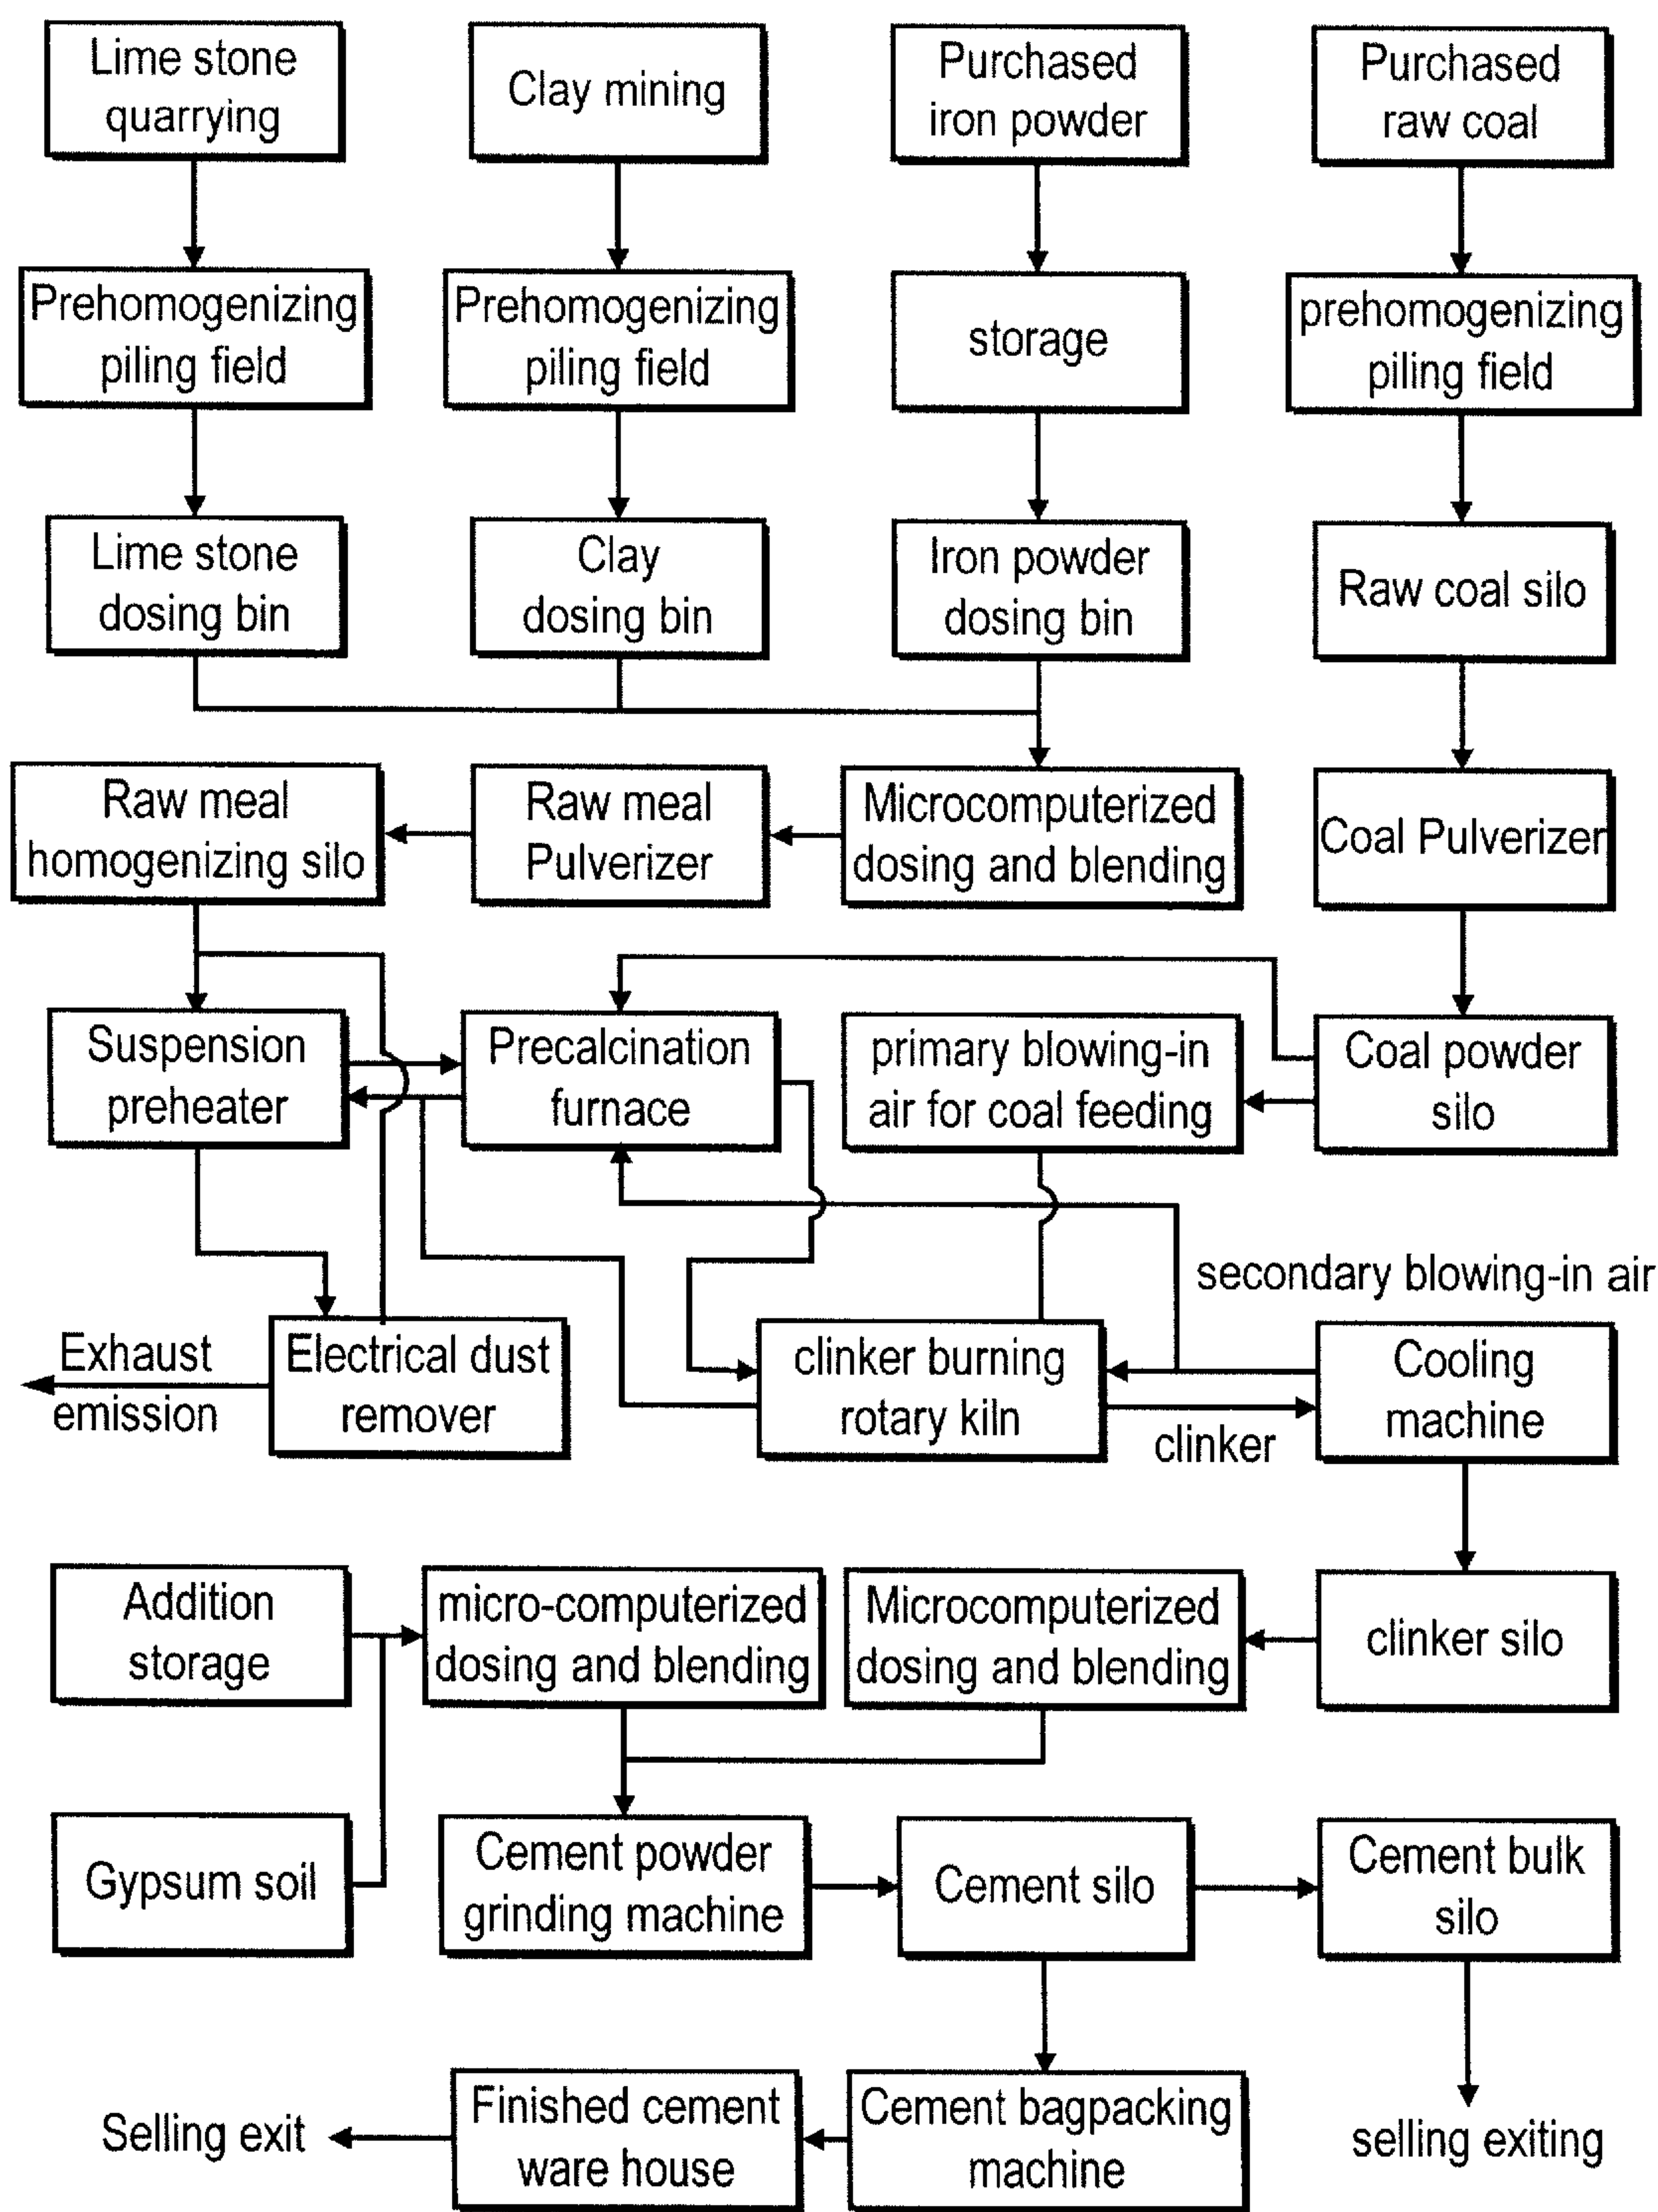 Lime stone
quarrying
Clay mining
Purchased
iron powder
Purchased
raw coal
Prehomogenizing
piling field
Prehomogenizing
piling field
storage
prehomogenizing
piling field
Lime stone
dosing bin
Clay
dosing bin
Iron powder
dosing bin
Raw coal silo
Raw meal
homogenizing silo
Raw meal
Pulverizer
Microcomputerized
dosing and blending
Coal Pulverizer
Suspension
preheater
Precalcination
furnace
primary blowing-in
air for coal feeding
Coal powder
silo
secondary blowing-in air
Exhaust
emission
Electrical dust
remover
clinker burning
rotary kiln
clinker
Cooling
machine
Addition
storage
micro-computerized
dosing and blending
Microcomputerized
dosing and blending
clinker silo
Gypsum soil
Cement powder
grinding machine
Cement silo
Cement bulk
silo
Selling exit
Finished cement
ware house
Cement bagpacking
machine
selling exiting